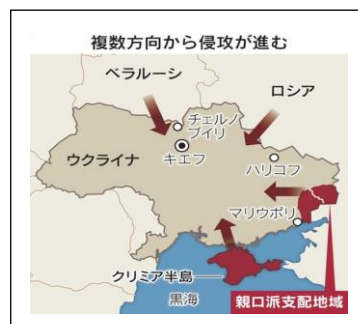 複数方向から侵攻が進む
ベラルーシ
ロシア
チェルノ
ブイリ
ウクライナ
キエフ
ハリコフ
マリウポリ
クリミア半島
黒海
親ロ派支配地域